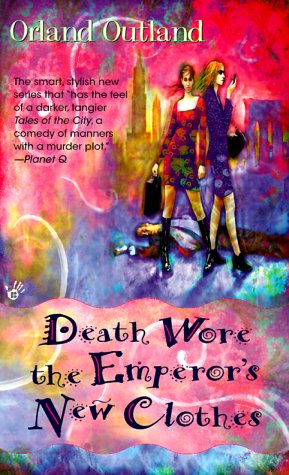 Orland Outland
The smart, stylish new
series that "has the feel
of a darker, tangier
Tales of the City, a
comedy of manners
with a murder plot."
—Planet Q
Death Wore
the Emperor's
New Clothes